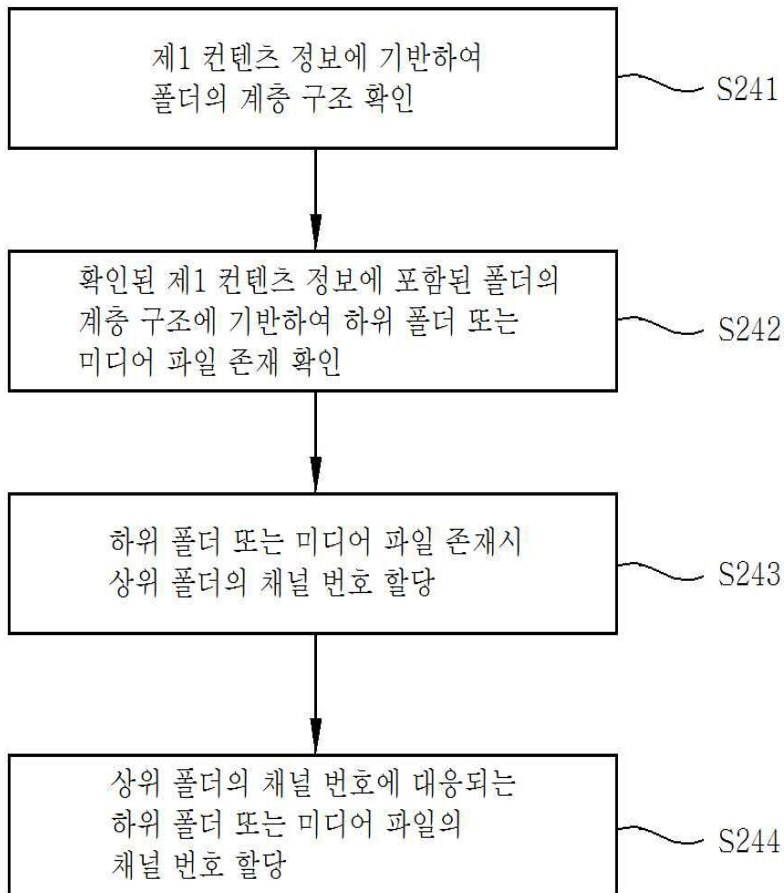 제1 컨텐츠 정보에 기반하여
폴더의 계층 구조 확인
S241
확인된 제1 컨텐츠 정보에 포함된 폴더의
계층 구조에 기반하여 하위 폴더 또는
미디어 파일 존재 확인
S242
하위 폴더 또는 미디어 파일 존재시
상위 폴더의 채널 번호 할당
S243
상위 폴더의 채널 번호에 대응되는
하위 폴더 또는 미디어 파일의
채널 번호 할당
S244